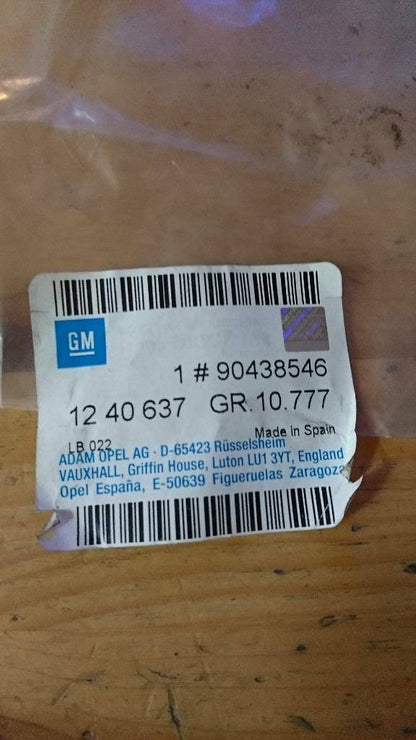 GM
1 # 90438546
12 40 637 GR.10.777
LB 022 Made in Spain
ADAM OPEL AG · D-65423 Rüsselsheim
VAUXHALL, Griffin House, Luton LU1 3YT, England
Opel España, E-50639 Figueruelas Zaragoza